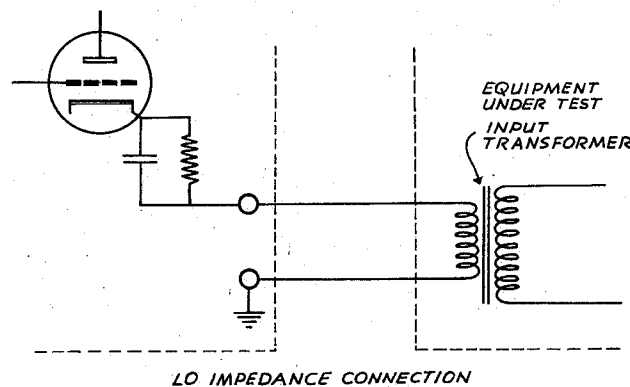 EQUIPMENT
UNDER TEST
INPUT
TRANSFORMER
LO IMPEDANCE CONNECTION